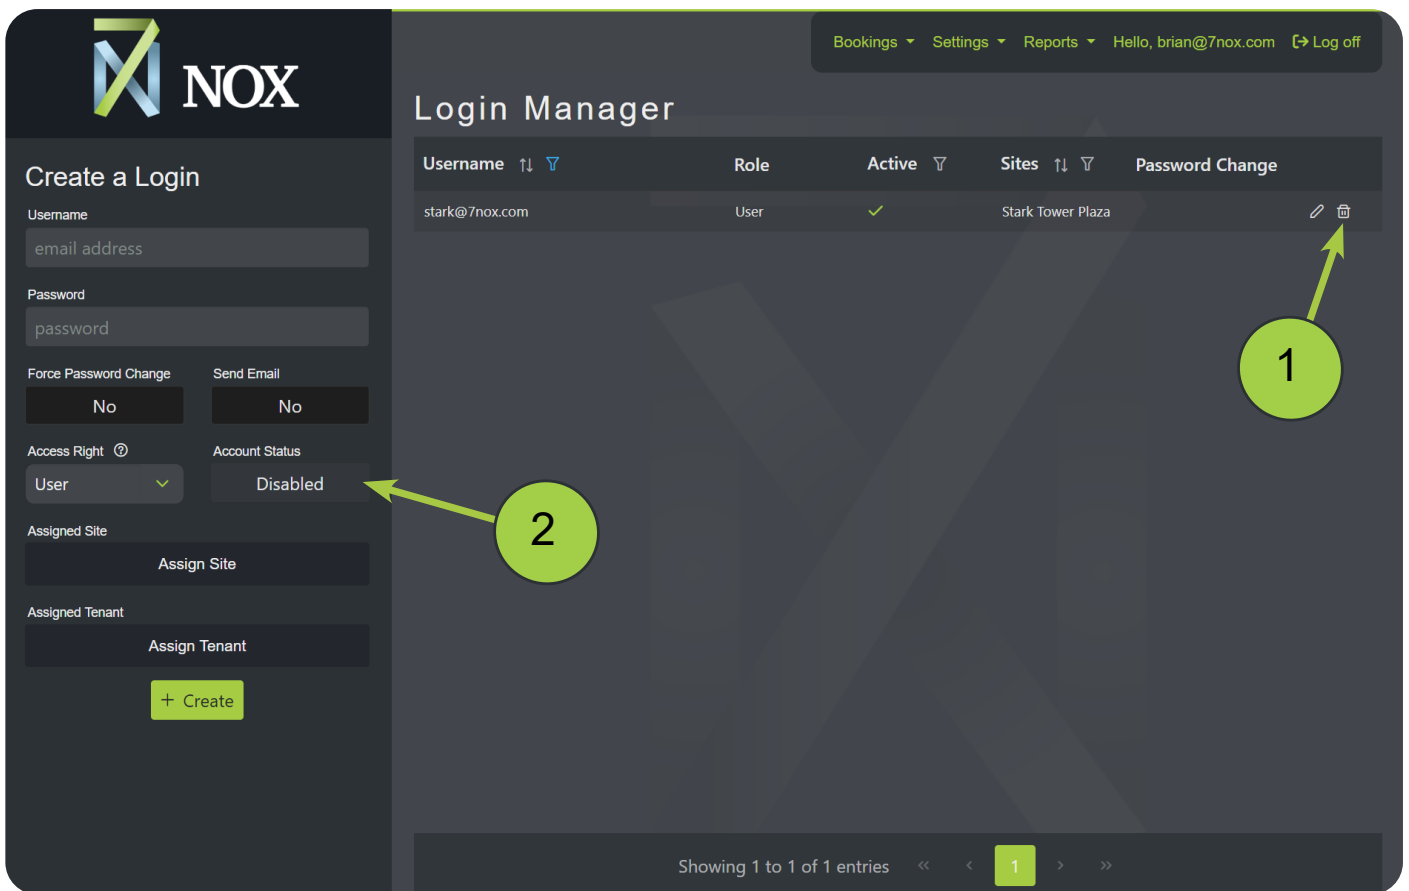 7
NOX
Bookings Settings Reports Hello, brian@7nox.com Log off
Login Manager
Create a Login
Username
email address
Password
password
Force Password Change Send Email
No No
Access Right ? Account Status
User Disabled
Assigned Site
Assign Site
Assigned Tenant
Assign Tenant
+ Create
Username Role Active Sites Password Change
stark@7nox.com User Stark Tower Plaza
1
2
Showing 1 to 1 of 1 entries « ‹ 1 › »